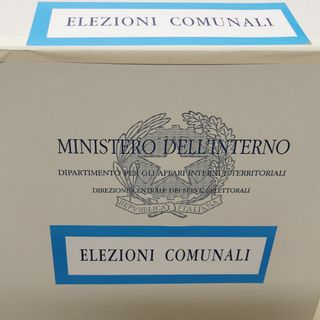 ELEZIONI COMUNALI
MINISTERO DELL'INTERNO
DIPARTIMENTO PER GLI AFFARI INTERNI E TERRITORIALI
DIREZIONE CENTRALE DEI SERVIZI ELETTORALI
REPVBBLICA ITALIANA
ELEZIONI COMUNALI